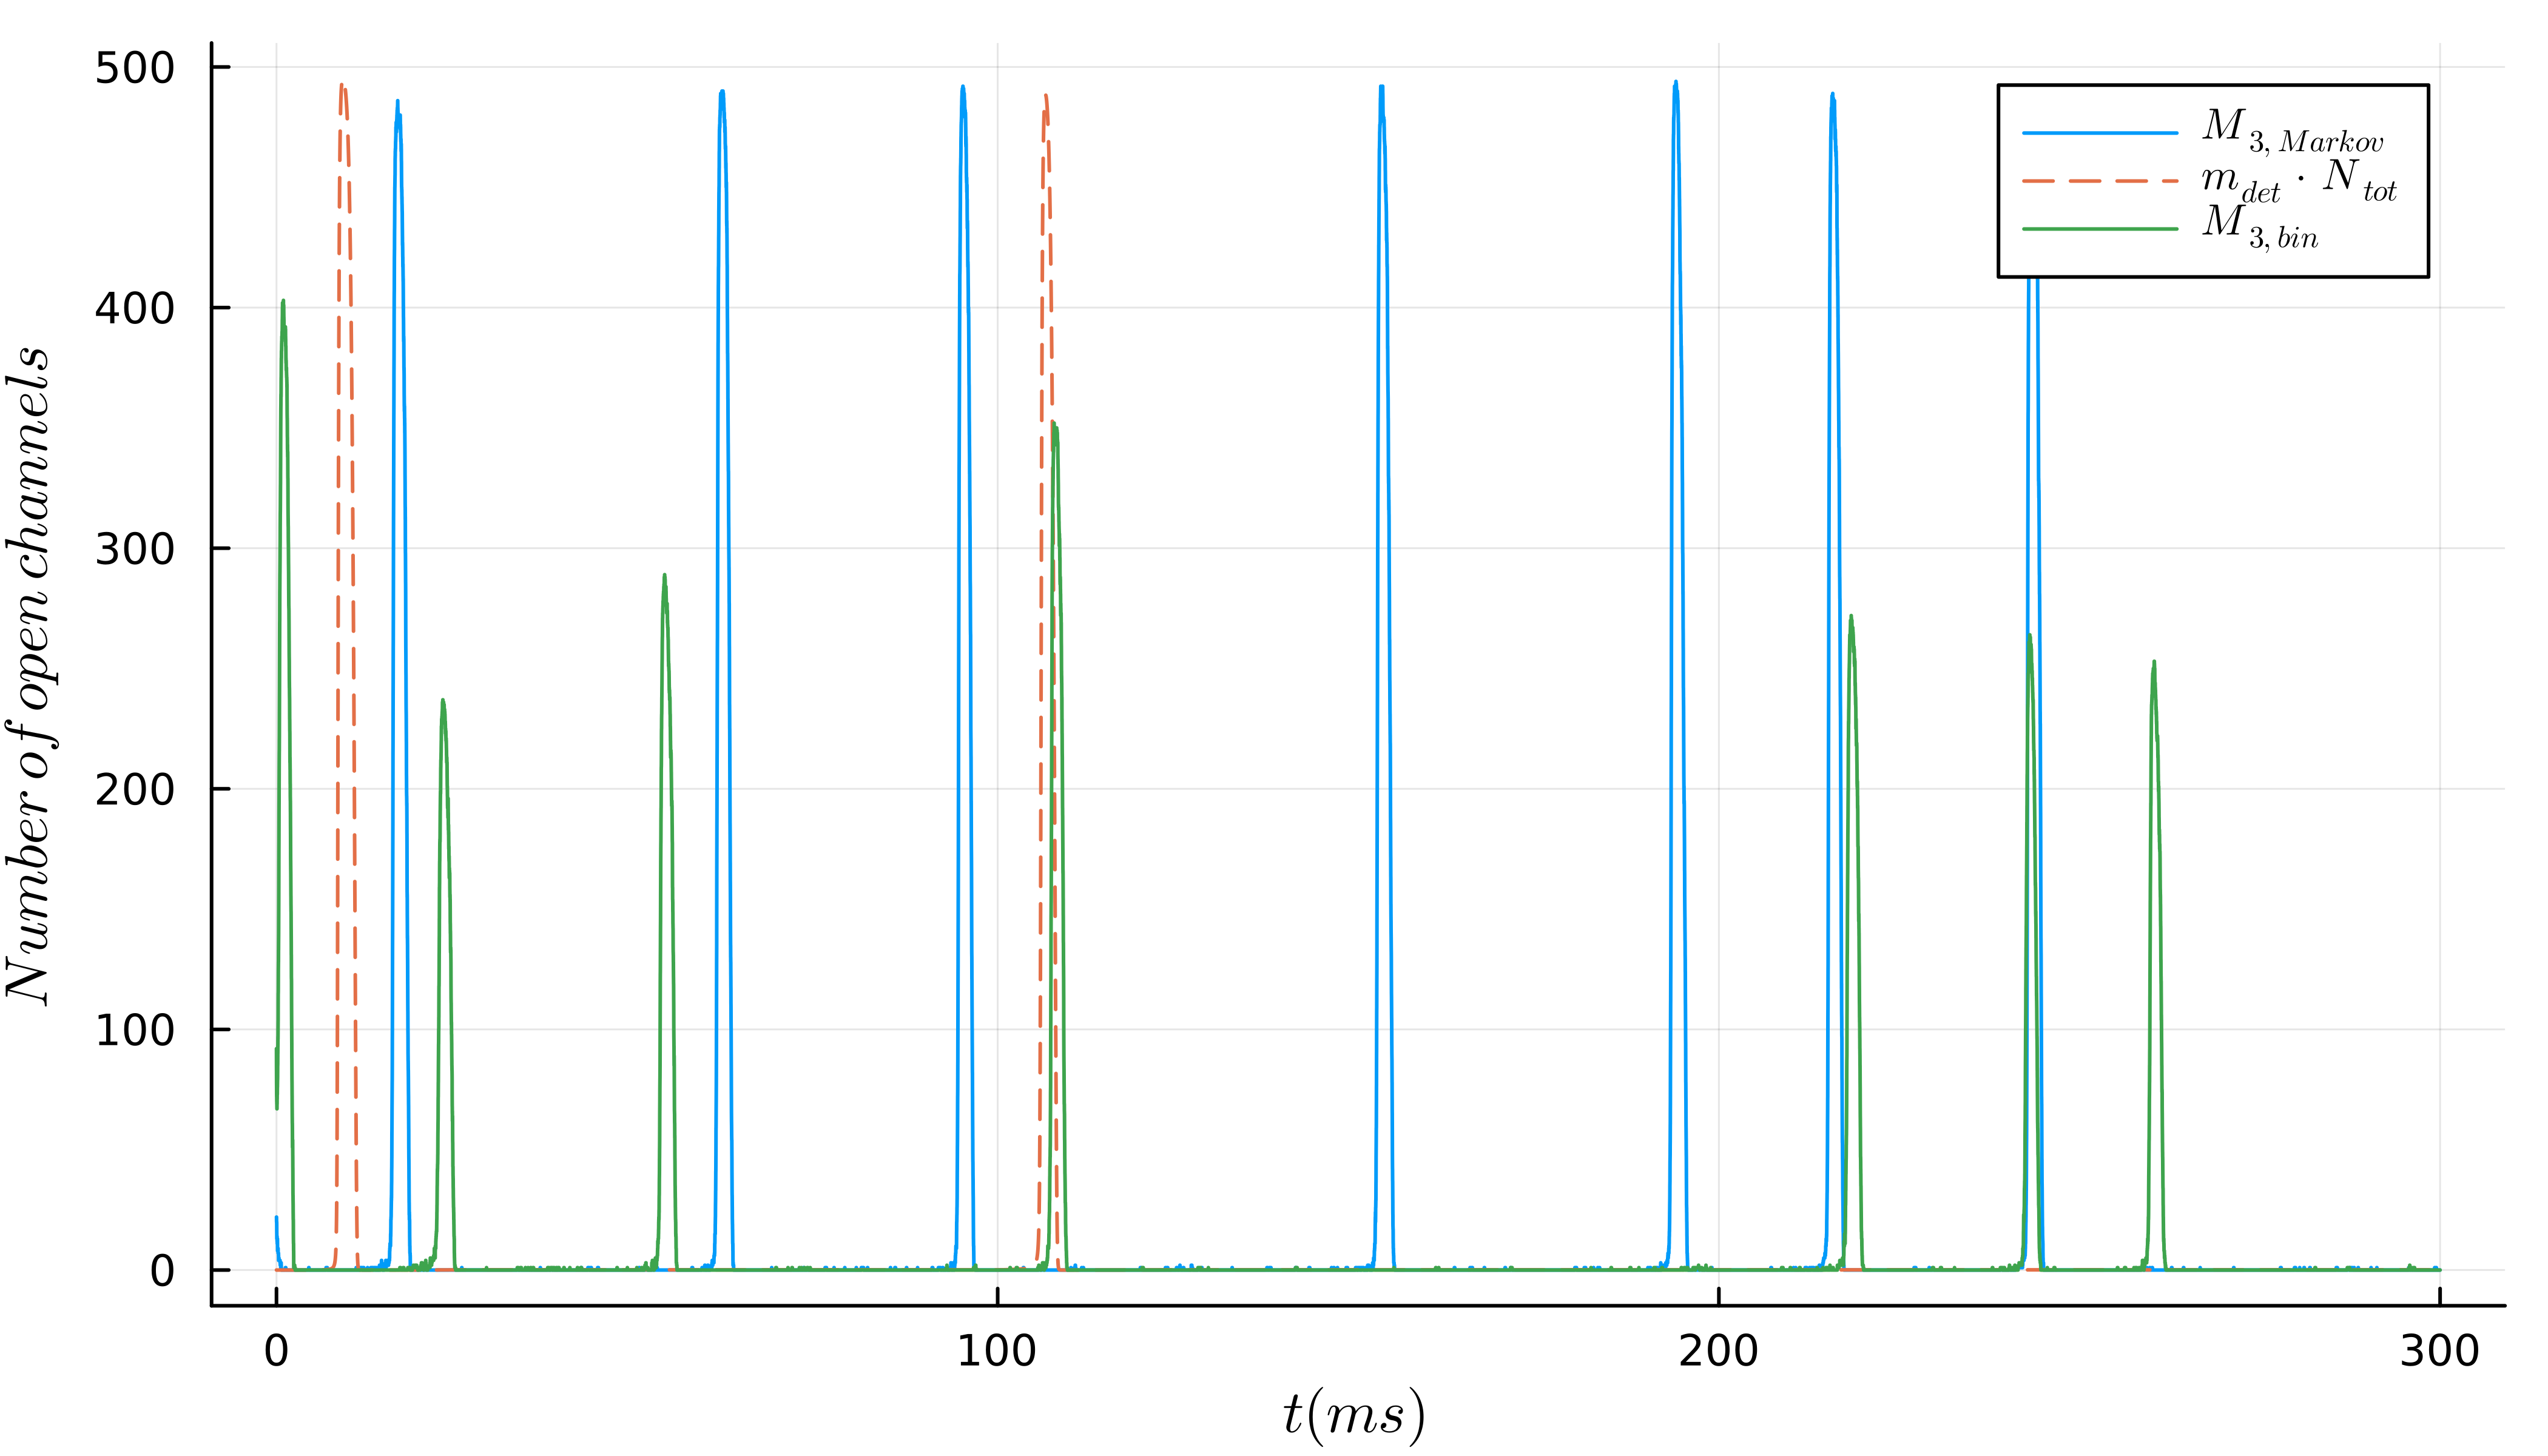 500
400
300
200
100
0
Number of open channels
0 100 200 300
t(ms)
M3, Markov
mdet · Ntot
M3, bin